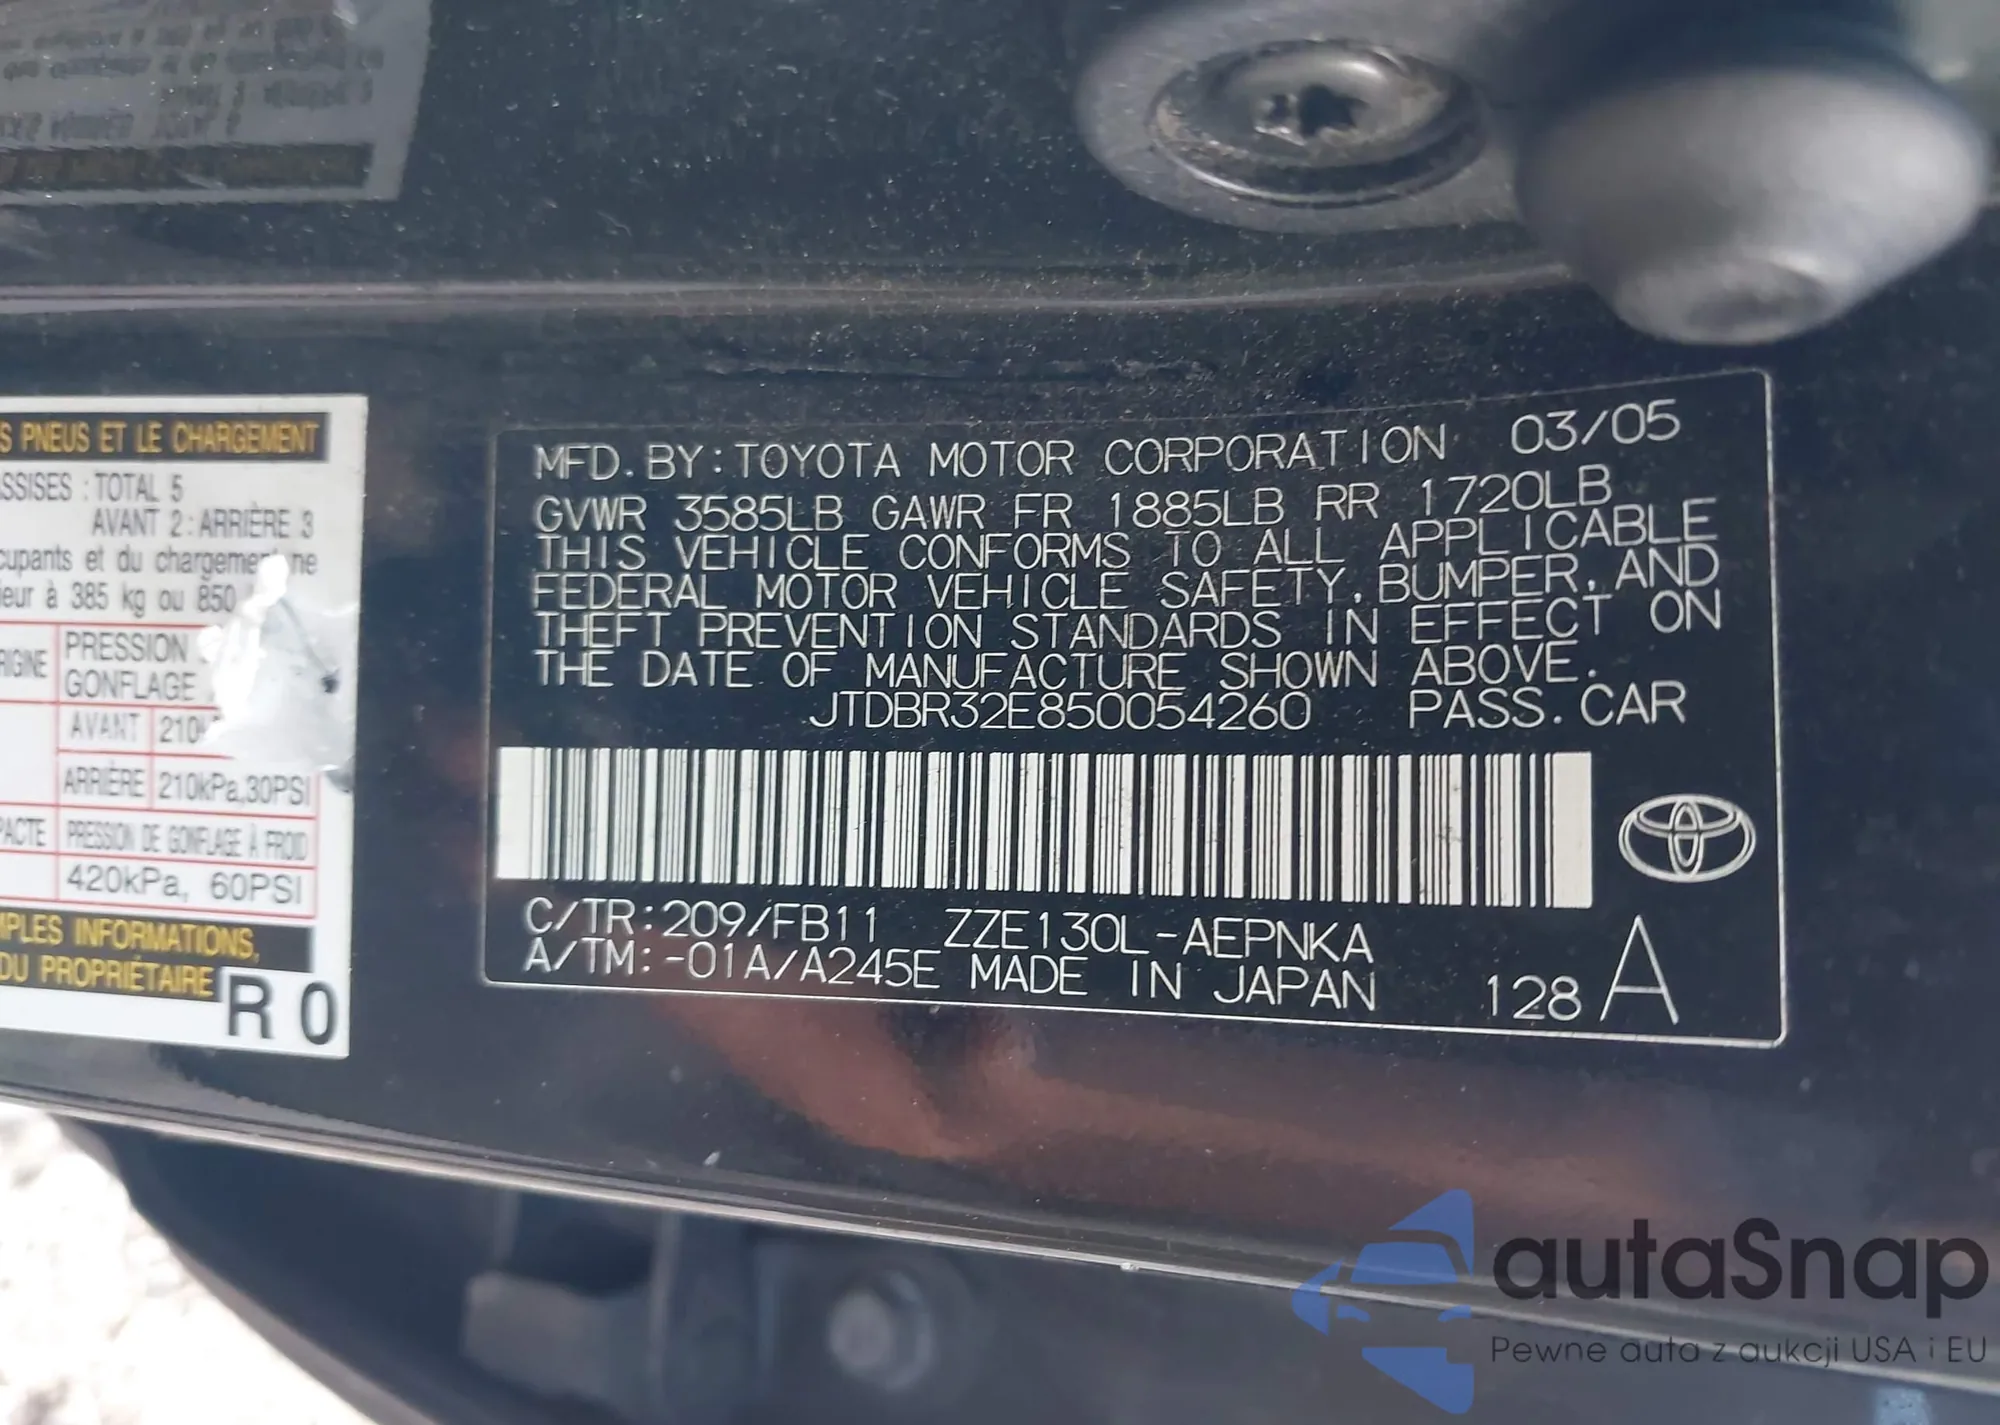 S PNEUS ET LE CHARGEMENT
ASSISES : TOTAL 5
AVANT 2 : ARRIÈRE 3
cupants et du chargement ne
ieur à 385 kg ou 850
RIGINE
PRESSION
GONFLAGE
AVANT 210
ARRIÈRE 210kPa,30PSI
PACTE PRESSION DE GONFLAGE À FROID
420kPa, 60PSI
MPLES INFORMATIONS,
DU PROPRIÉTAIRE
R 0
MFD. BY: TOYOTA MOTOR CORPORATION 03/05
GVWR 3585LB GAWR FR 1885LB RR 1720LB
THIS VEHICLE CONFORMS TO ALL APPLICABLE
FEDERAL MOTOR VEHICLE SAFETY, BUMPER, AND
THEFT PREVENTION STANDARDS IN EFFECT ON
THE DATE OF MANUFACTURE SHOWN ABOVE.
JTDBR32E850054260 PASS. CAR
C/TR: 209/FB11 ZZE130L-AEPNKA
A/TM: -01A/A245E MADE IN JAPAN 128 A
autaSnap
Pewne auta z aukcji USA i EU